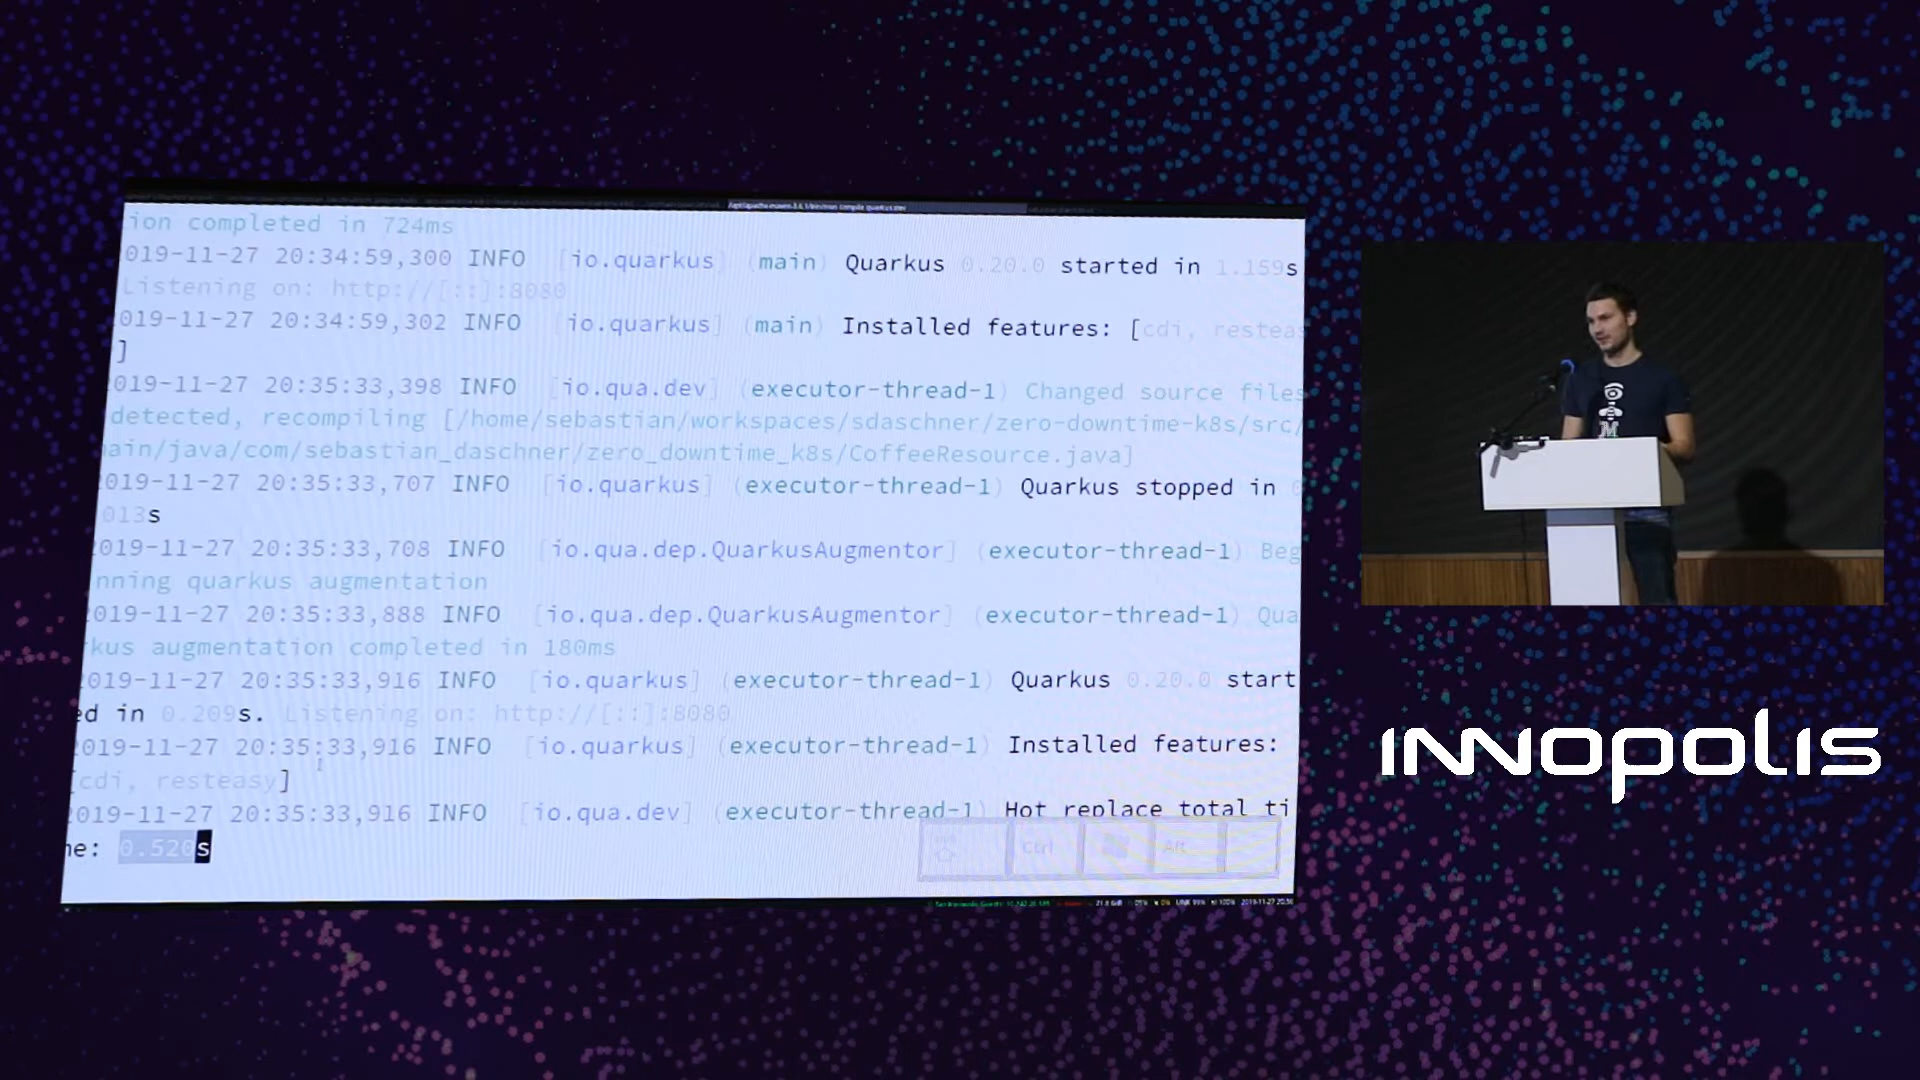 ion completed in 724ms
019-11-27 20:34:59,300 INFO [io.quarkus] (main) Quarkus 0.20.0 started in 1.159s
Listening on: http://[::]:8080
019-11-27 20:34:59,302 INFO [io.quarkus] (main) Installed features: [cdi, resteas
]
019-11-27 20:35:33,398 INFO [io.qua.dev] (executor-thread-1) Changed source files
detected, recompiling [/home/sebastian/workspaces/sdaschner/zero-downtime-k8s/src/
ain/java/com/sebastian_daschner/zero_downtime_k8s/CoffeeResource.java]
019-11-27 20:35:33,707 INFO [io.quarkus] (executor-thread-1) Quarkus stopped in 0
013s
019-11-27 20:35:33,708 INFO [io.qua.dep.QuarkusAugmentor] (executor-thread-1) Beg
nning quarkus augmentation
2019-11-27 20:35:33,888 INFO [io.qua.dep.QuarkusAugmentor] (executor-thread-1) Qua
kus augmentation completed in 180ms
2019-11-27 20:35:33,916 INFO [io.quarkus] (executor-thread-1) Quarkus 0.20.0 start
ed in 0.209s. Listening on: http://[::]:8080
2019-11-27 20:35:33,916 INFO [io.quarkus] (executor-thread-1) Installed features:
[cdi, resteasy]
2019-11-27 20:35:33,916 INFO [io.qua.dev] (executor-thread-1) Hot replace total ti
me: 0.520s
Ctrl Alt
M
INNOPOLIS